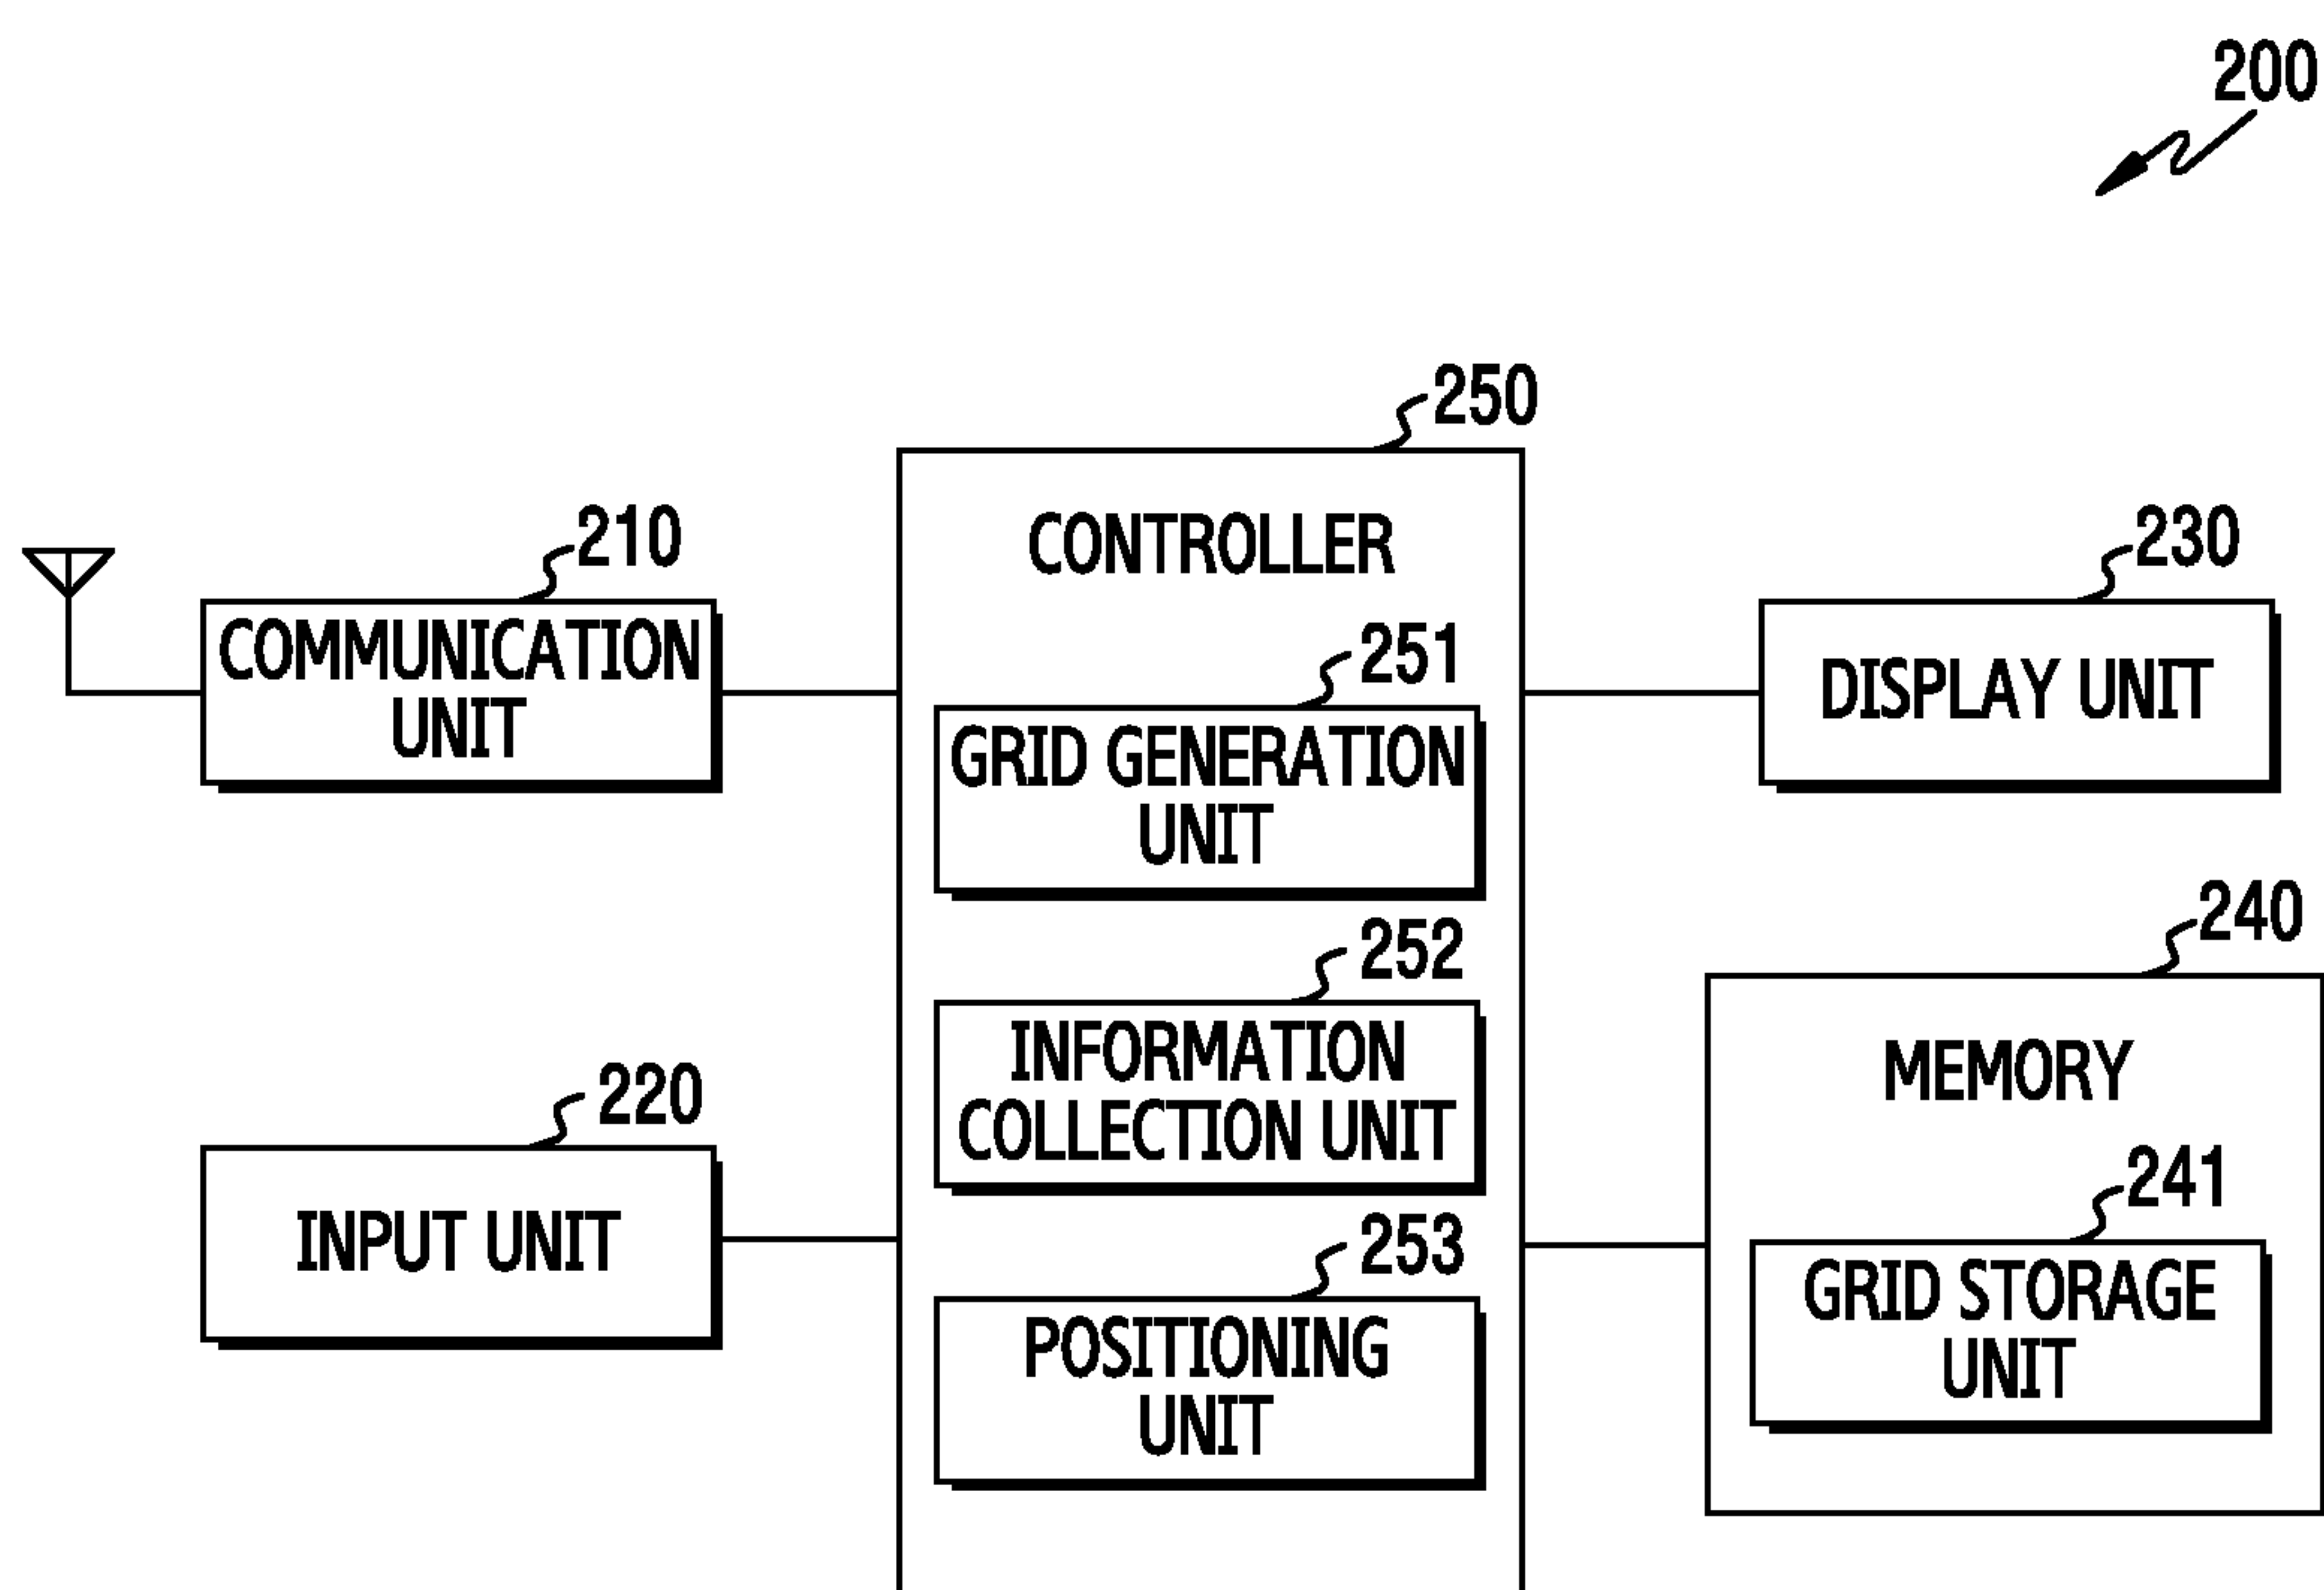 200
250
CONTROLLER
210
COMMUNICATION
UNIT
251
GRID GENERATION
UNIT
230
DISPLAY UNIT
220
INPUT UNIT
252
INFORMATION
COLLECTION UNIT
253
POSITIONING
UNIT
240
MEMORY
241
GRID STORAGE
UNIT